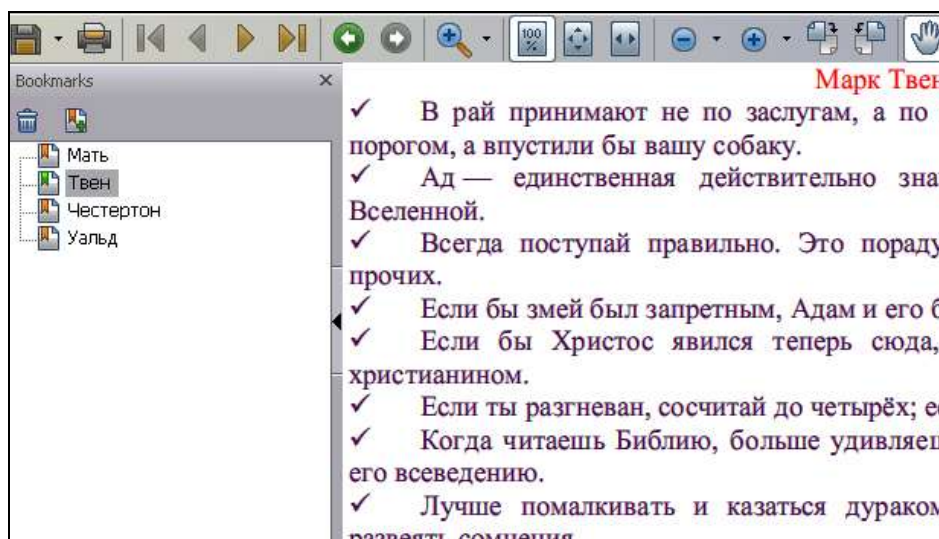 100
%
Bookmarks
Мать
Твен
Честертон
Уальд
Марк Твен
✓ В рай принимают не по заслугам, а по
порогом, а впустили бы вашу собаку.
✓ Ад — единственная действительно зна
Вселенной.
✓ Всегда поступай правильно. Это пораду
прочих.
✓ Если бы змей был запретным, Адам и его б
✓ Если бы Христос явился теперь сюда,
христианином.
✓ Если ты разгневан, сосчитай до четырёх; е
✓ Когда читаешь Библию, больше удивляеш
его всеведению.
✓ Лучше помалкивать и казаться дураком
развеять сомнения